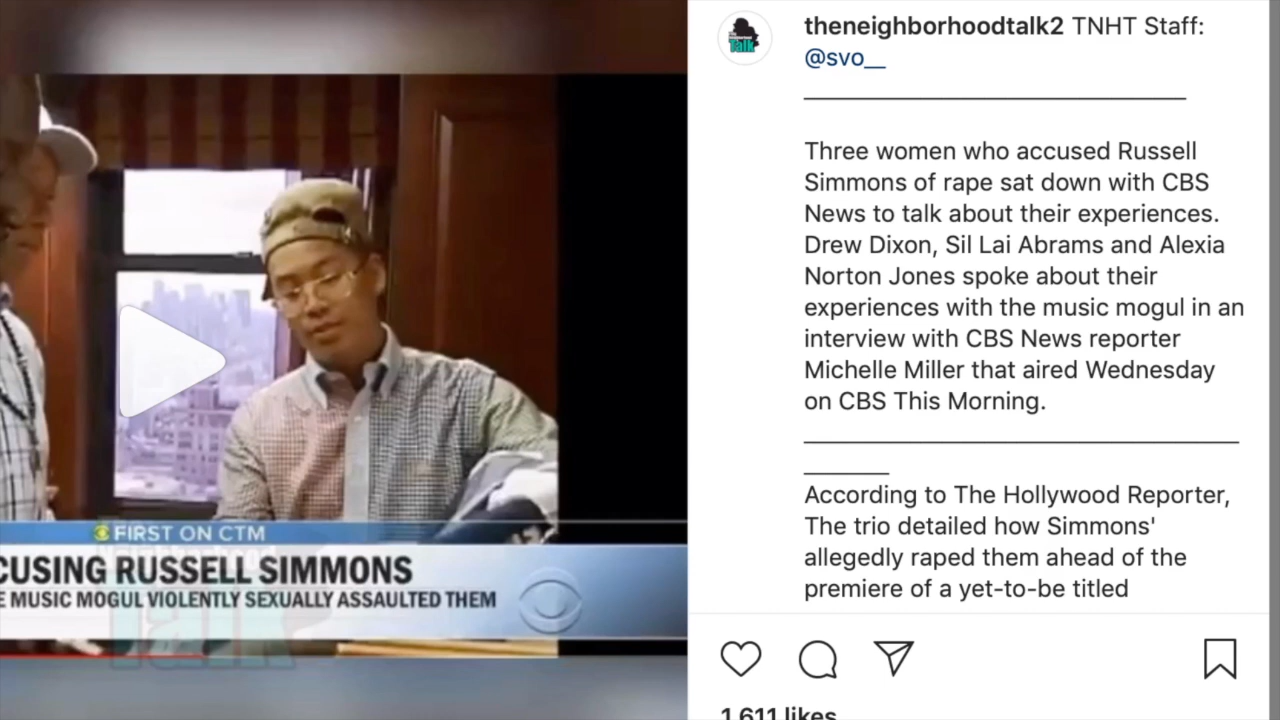 theneighborhoodtalk2 TNHT Staff:
@svo__
Three women who accused Russell
Simmons of rape sat down with CBS
News to talk about their experiences.
Drew Dixon, Sil Lai Abrams and Alexia
Norton Jones spoke about their
experiences with the music mogul in an
interview with CBS News reporter
Michelle Miller that aired Wednesday
on CBS This Morning.
According to The Hollywood Reporter,
The trio detailed how Simmons'
allegedly raped them ahead of the
premiere of a yet-to-be titled
1,611 likes
FIRST ON CTM
CUSING RUSSELL SIMMONS
E MUSIC MOGUL VIOLENTLY SEXUALLY ASSAULTED THEM
Neighborhood
Talk